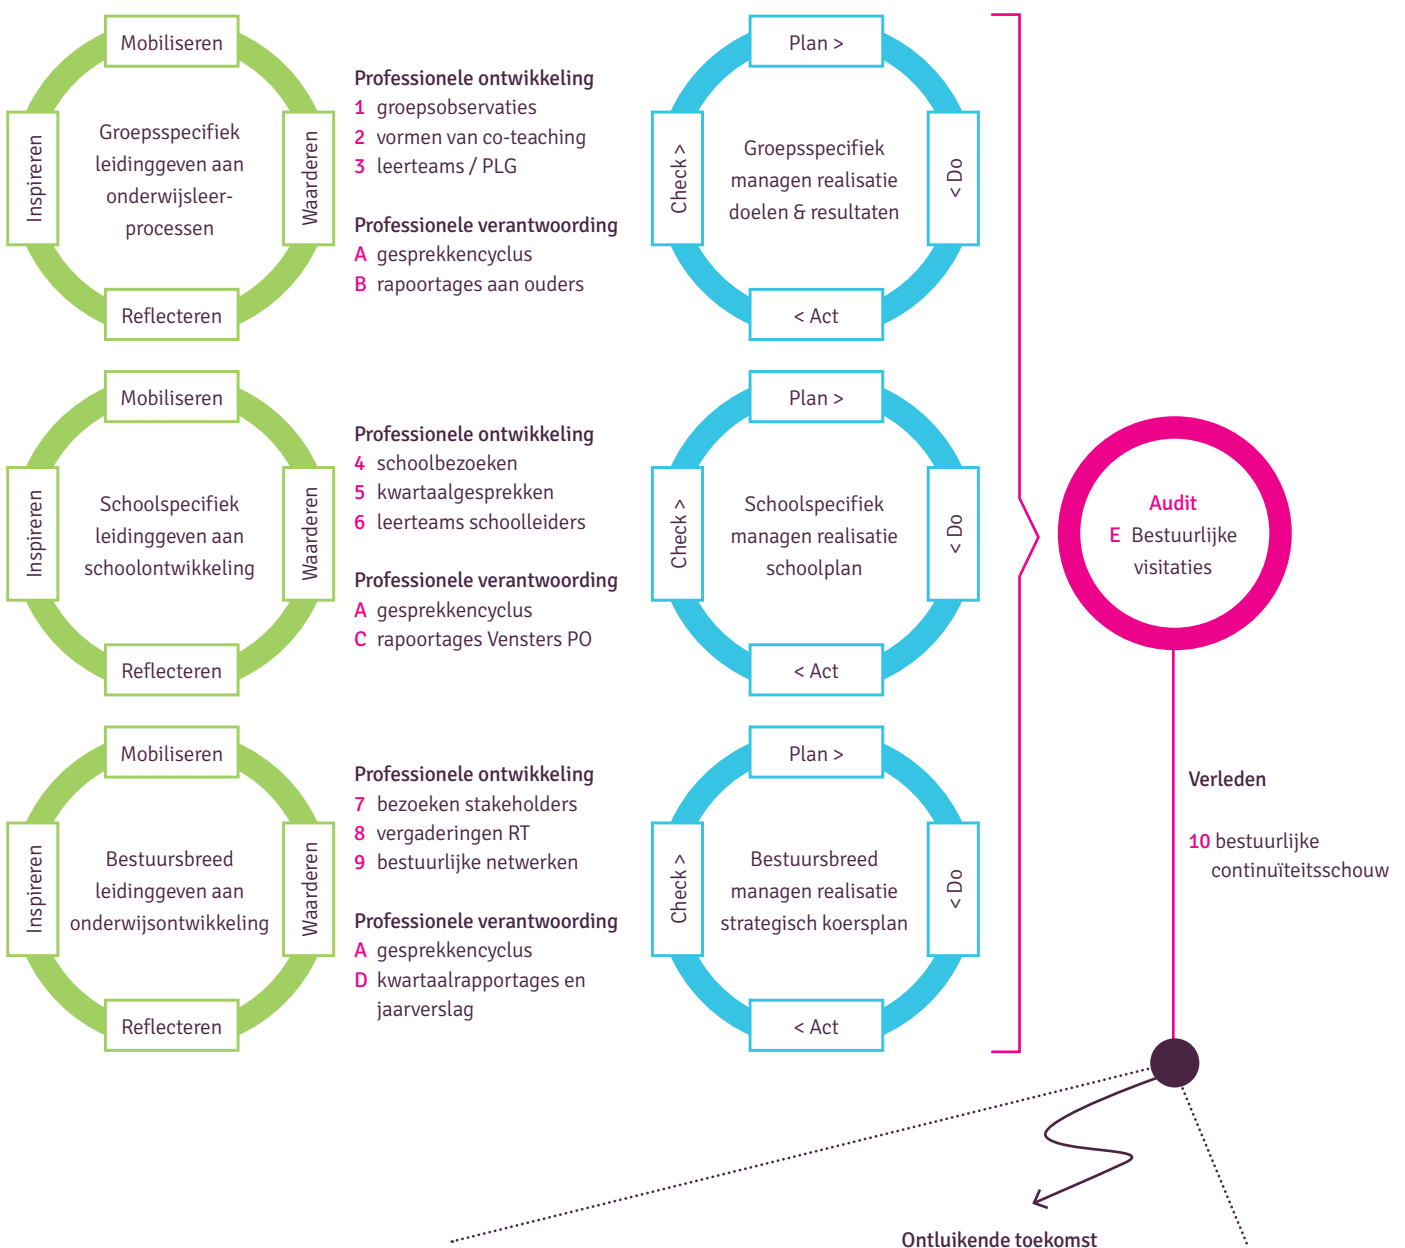 Mobiliseren
Inspireren
Groepsspecifiek
leidinggeven aan
onderwijsleer-
processen
Waarderen
Reflecteren
Professionele ontwikkeling
1 groepsobservaties
2 vormen van co-teaching
3 leerteams / PLG
Professionele verantwoording
A gesprekkencyclus
B rapoortages aan ouders
Plan >
Check >
Groepsspecifiek
managen realisatie
doelen & resultaten
< Do
< Act
Mobiliseren
Inspireren
Schoolspecifiek
leidinggeven aan
schoolontwikkeling
Waarderen
Reflecteren
Professionele ontwikkeling
4 schoolbezoeken
5 kwartaalgesprekken
6 leerteams schoolleiders
Professionele verantwoording
A gesprekkencyclus
C rapoortages Vensters PO
Plan >
Check >
Schoolspecifiek
managen realisatie
schoolplan
< Do
< Act
Mobiliseren
Inspireren
Bestuursbreed
leidinggeven aan
onderwijsontwikkeling
Waarderen
Reflecteren
Professionele ontwikkeling
7 bezoeken stakeholders
8 vergaderingen RT
9 bestuurlijke netwerken
Professionele verantwoording
A gesprekkencyclus
D kwartaalrapportages en
jaarverslag
Plan >
Check >
Bestuursbreed
managen realisatie
strategisch koersplan
< Do
< Act
Audit
E Bestuurlijke
visitaties
Verleden
10 bestuurlijke
continuïteitsschouw
Ontluikende toekomst